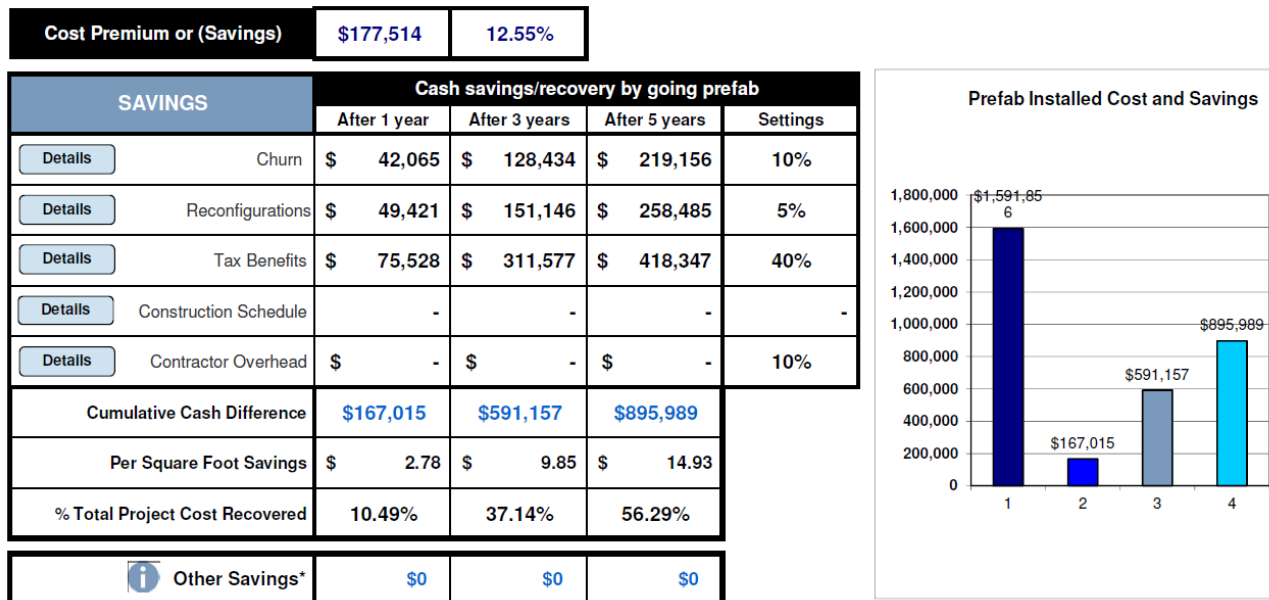 Cost Premium or (Savings) $177,514 12.55%
SAVINGS
Cash savings/recovery by going prefab
After 1 year After 3 years After 5 years Settings
Details Churn $ 42,065 $ 128,434 $ 219,156 10%
Details Reconfigurations $ 49,421 $ 151,146 $ 258,485 5%
Details Tax Benefits $ 75,528 $ 311,577 $ 418,347 40%
Details Construction Schedule - - - -
Details Contractor Overhead $ - $ - $ - 10%
Cumulative Cash Difference $167,015 $591,157 $895,989
Per Square Foot Savings $ 2.78 $ 9.85 $ 14.93
% Total Project Cost Recovered 10.49% 37.14% 56.29%
i Other Savings* $0 $0 $0
Prefab Installed Cost and Savings
1,800,000
1,600,000
1,400,000
1,200,000
1,000,000
800,000
600,000
400,000
200,000
0
$1,591,85
6
$167,015
$591,157
$895,989
1 2 3 4